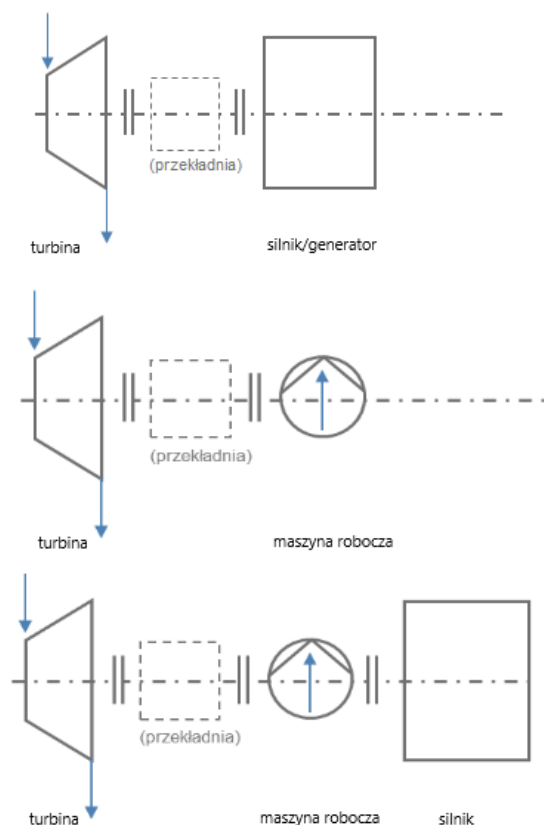 (przekładnia)
turbina silnik/generator
(przekładnia)
turbina maszyna robocza
(przekładnia)
turbina maszyna robocza silnik